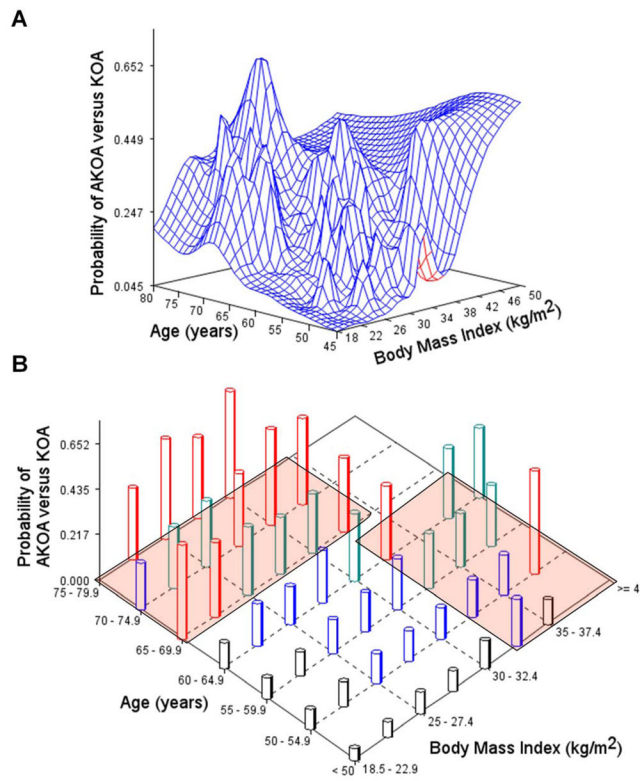 A
Probability of AKOA versus KOA
0.652
0.449
0.247
0.045
80
75
70
65
60
55
50
45
Age (years)
18
22
26
30
34
38
42
46
50
Body Mass Index (kg/m2)
B
Probability of
AKOA versus KOA
0.652
0.435
0.217
0.000
75 - 79.9
70 - 74.9
65 - 69.9
60 - 64.9
55 - 59.9
50 - 54.9
< 50
Age (years)
18.5 - 22.9
25 - 27.4
30 - 32.4
35 - 37.4
>= 4
Body Mass Index (kg/m2)